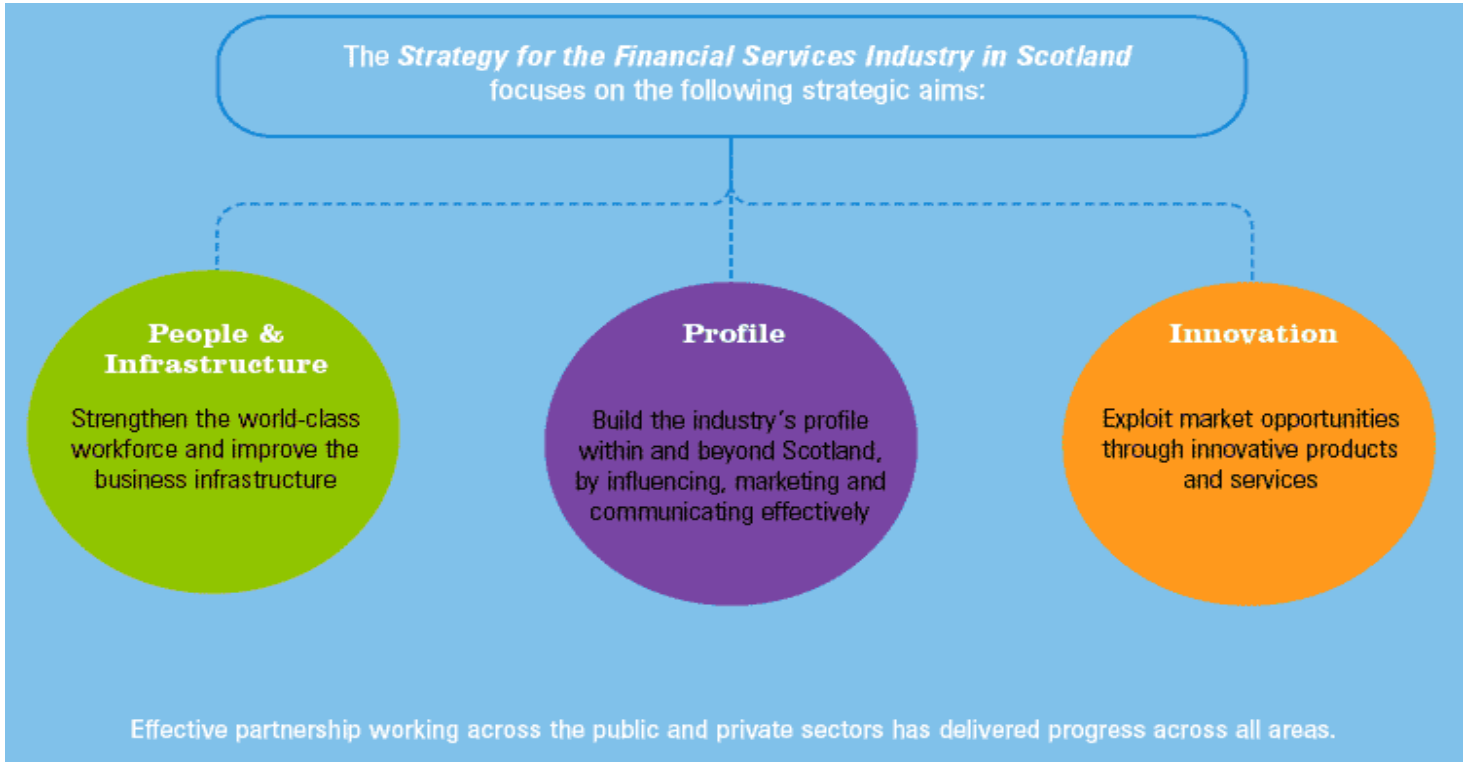 The Strategy for the Financial Services Industry in Scotland
focuses on the following strategic aims:
People &
Infrastructure
Strengthen the world-class
workforce and improve the
business infrastructure
Profile
Build the industry's profile
within and beyond Scotland,
by influencing, marketing and
communicating effectively
Innovation
Exploit market opportunities
through innovative products
and services
Effective partnership working across the public and private sectors has delivered progress across all areas.